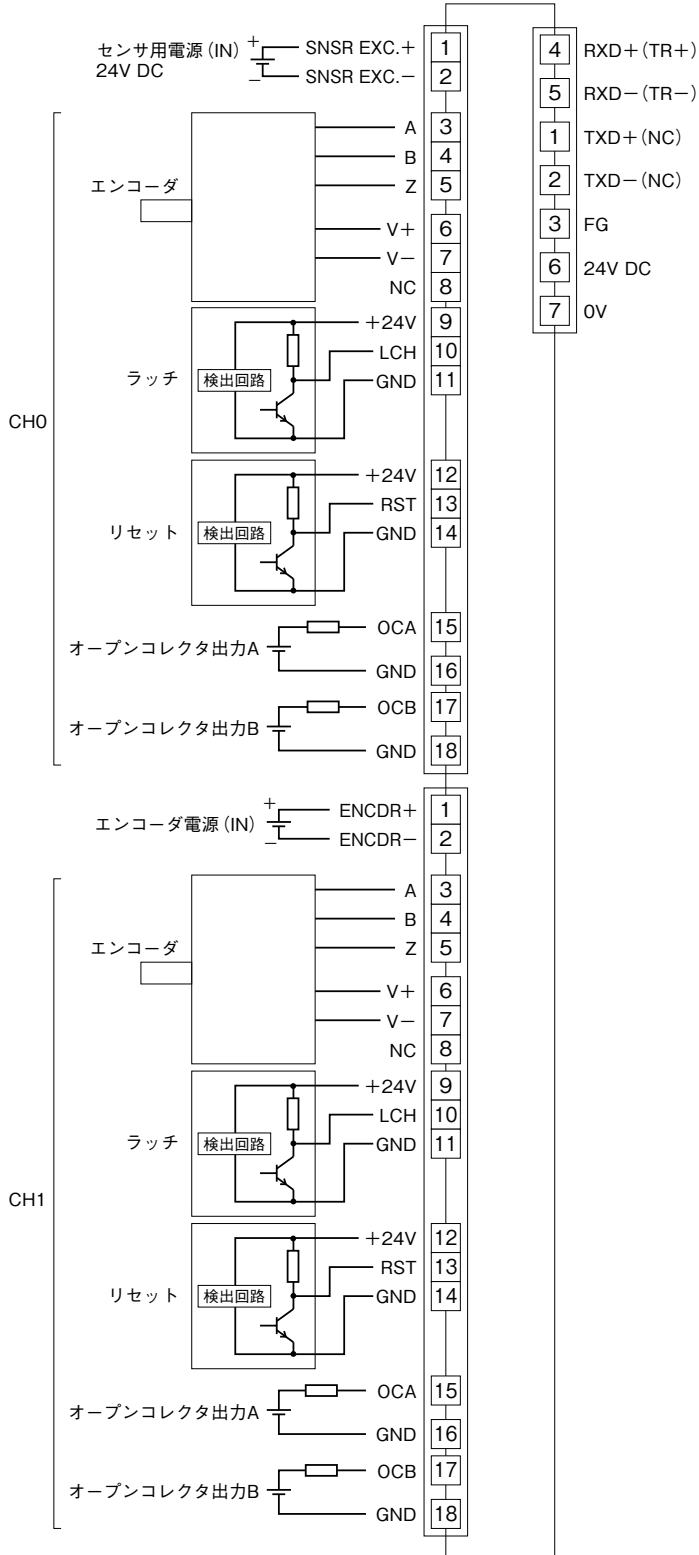 センサ用電源 (IN)
24V DC
+
−
SNSR EXC.+ 1
SNSR EXC.− 2
CH0
エンコーダ
A 3
B 4
Z 5
V+ 6
V− 7
NC 8
ラッチ
検出回路
+24V 9
LCH 10
GND 11
リセット
検出回路
+24V 12
RST 13
GND 14
オープンコレクタ出力A
OCA 15
GND 16
オープンコレクタ出力B
OCB 17
GND 18
エンコーダ電源 (IN)
+
−
ENCDR+ 1
ENCDR− 2
CH1
エンコーダ
A 3
B 4
Z 5
V+ 6
V− 7
NC 8
ラッチ
検出回路
+24V 9
LCH 10
GND 11
リセット
検出回路
+24V 12
RST 13
GND 14
オープンコレクタ出力A
OCA 15
GND 16
オープンコレクタ出力B
OCB 17
GND 18
4 RXD+(TR+)
5 RXD−(TR−)
1 TXD+(NC)
2 TXD−(NC)
3 FG
6 24V DC
7 0V